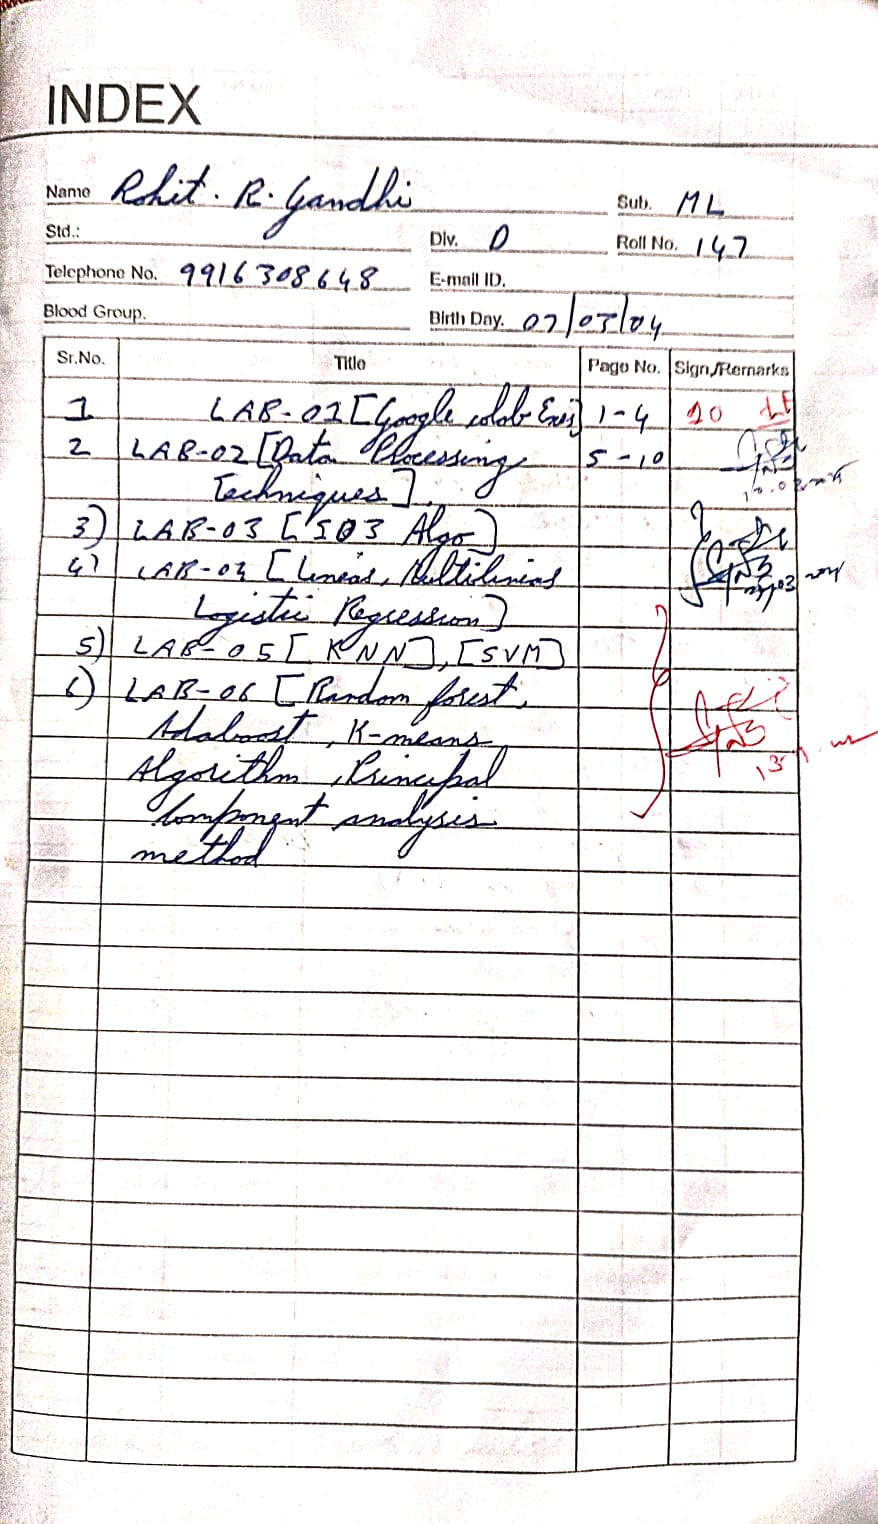 INDEX
Name Rohit. R. Gandhi Sub. ML
Std.: Div. D Roll No. 147
Telephone No. 9916308648 E-mail ID.
Blood Group. Birth Day. 07/03/04
Sr.No. Title Page No. Sign/Remarks
1 LAB-01 [Google colab Exe] 1-4 10
2 LAB-02 [Data Processing 5-10
Techniques].
3) LAB-03 [ID3 Algo]
4) LAB-04 [Linear, Multilinear
Logistic Regression]
5) LAB-05 [KNN], [SVM]
6) LAB-06 [Random forest,
Adaboost, K-means
Algorithm, Principal
Component analysis
method